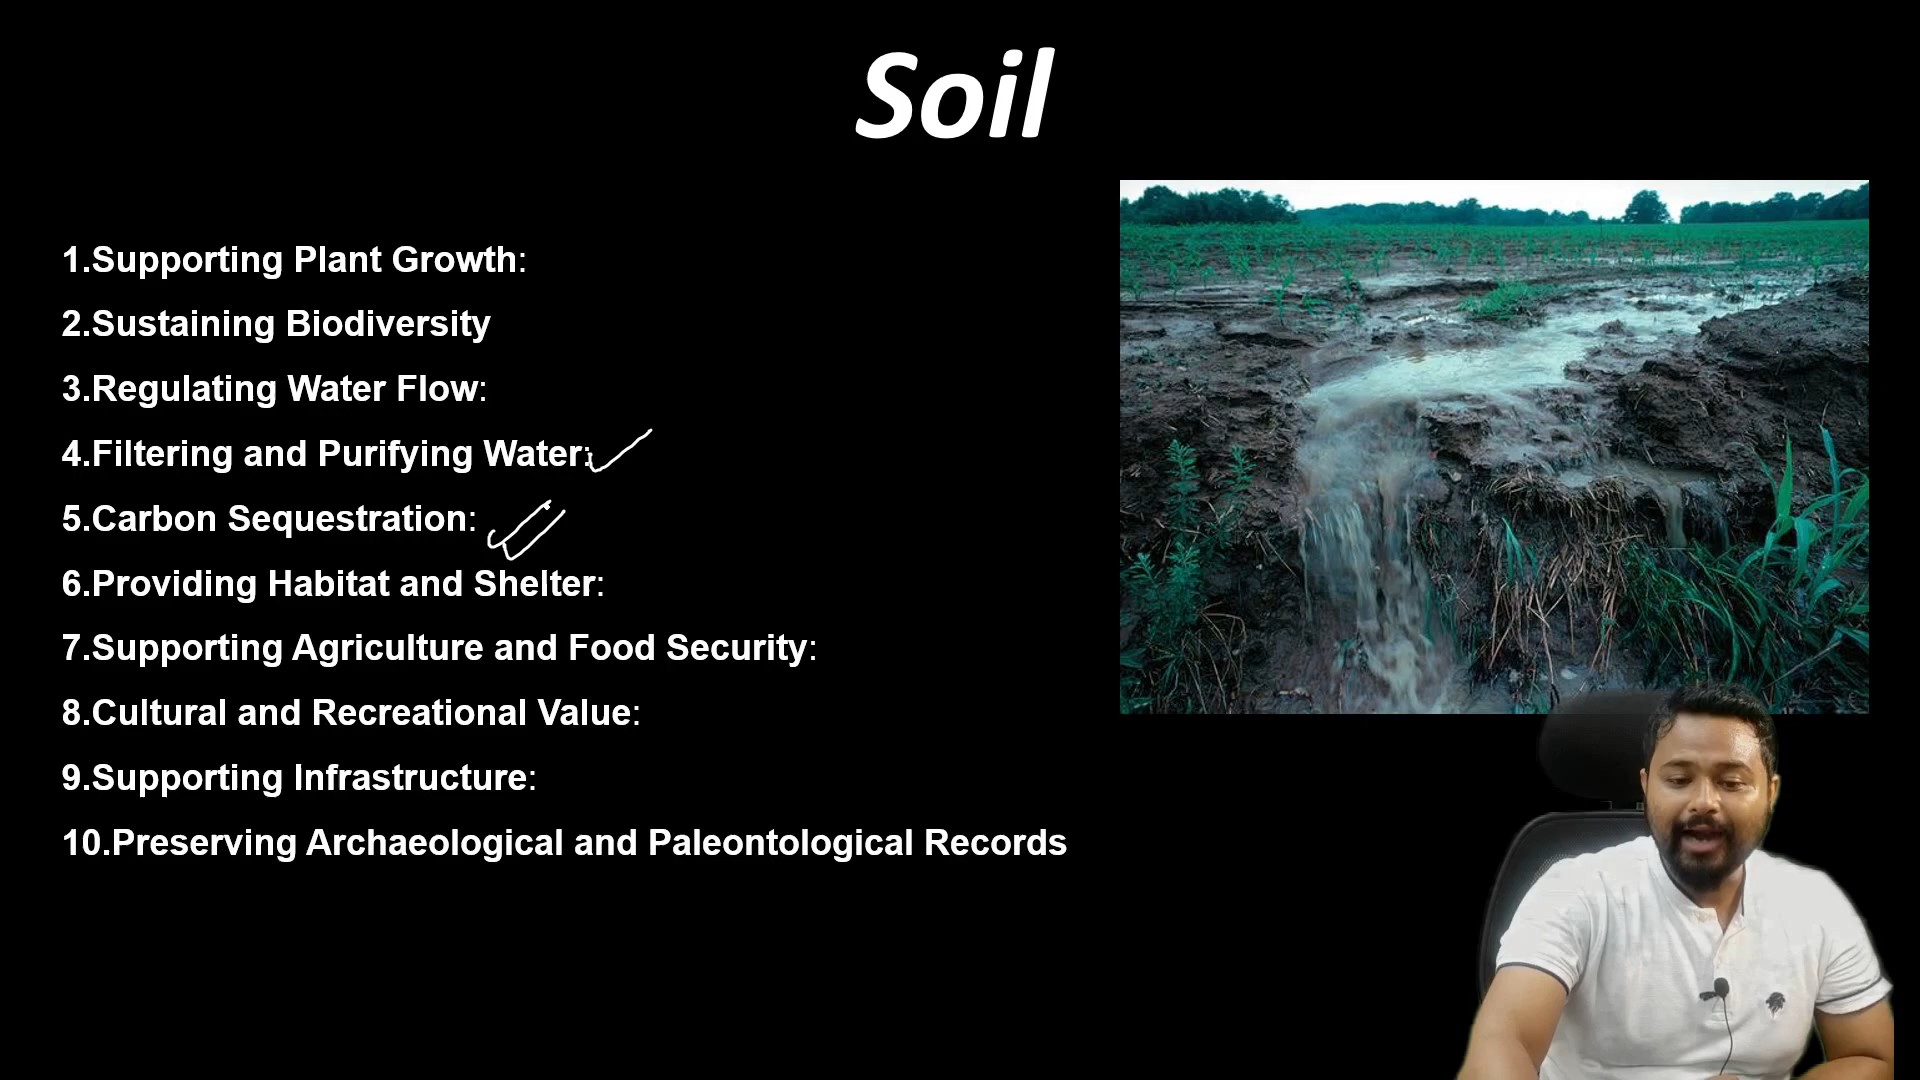 Soil
1.Supporting Plant Growth:
2.Sustaining Biodiversity
3.Regulating Water Flow:
4.Filtering and Purifying Water:
5.Carbon Sequestration:
6.Providing Habitat and Shelter:
7.Supporting Agriculture and Food Security:
8.Cultural and Recreational Value:
9.Supporting Infrastructure:
10.Preserving Archaeological and Paleontological Records